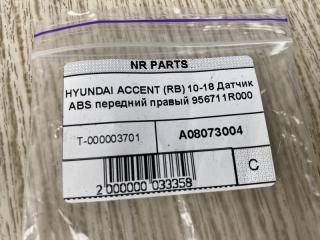 NR PARTS
HYUNDAI ACCENT (RB) 10-18 Датчик
ABS передний правый 956711R000
T-000003701
A08073004
2 000000 033358
C